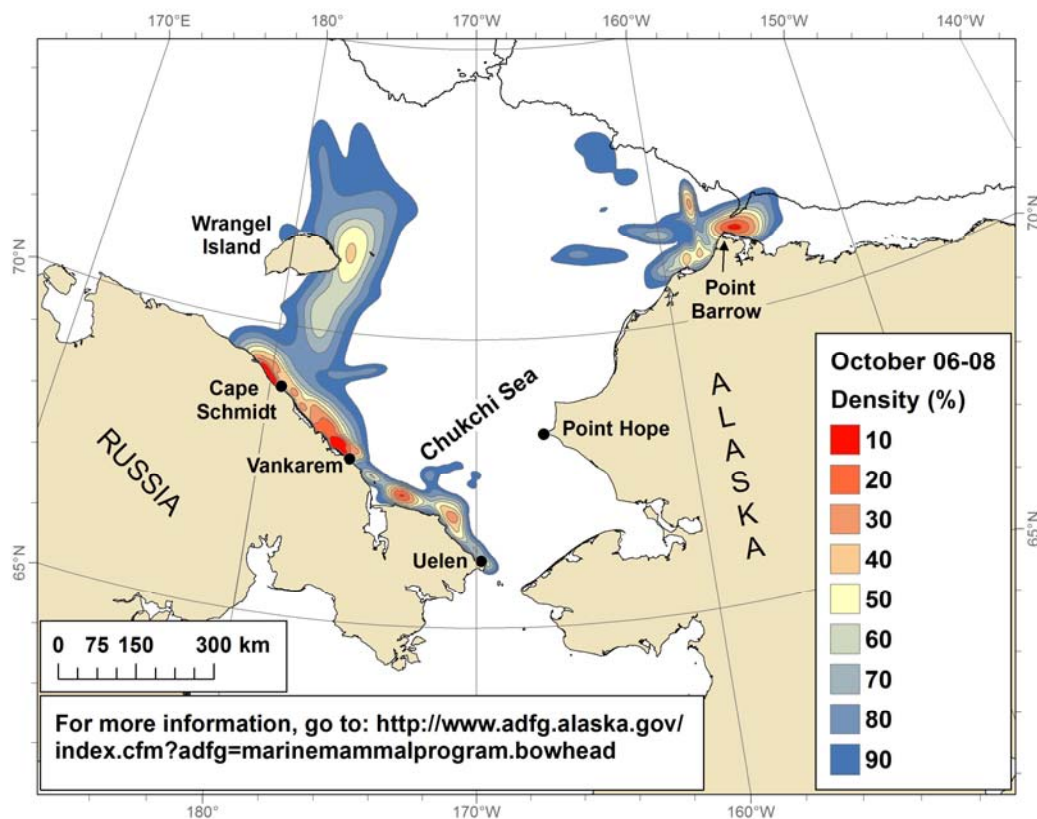 170°E
180°
170°W
160°W
150°W
140°W
70°N
70°N
Wrangel
Island
Point
Barrow
Cape
Schmidt
Chukchi Sea
Point Hope
RUSSIA
Vankarem
ALASKA
Uelen
65°N
65°N
October 06-08
Density (%)
10
20
30
40
50
60
70
80
90
0 75 150 300 km
For more information, go to: http://www.adfg.alaska.gov/
index.cfm?adfg=marinemammalprogram.bowhead
180°
170°W
160°W